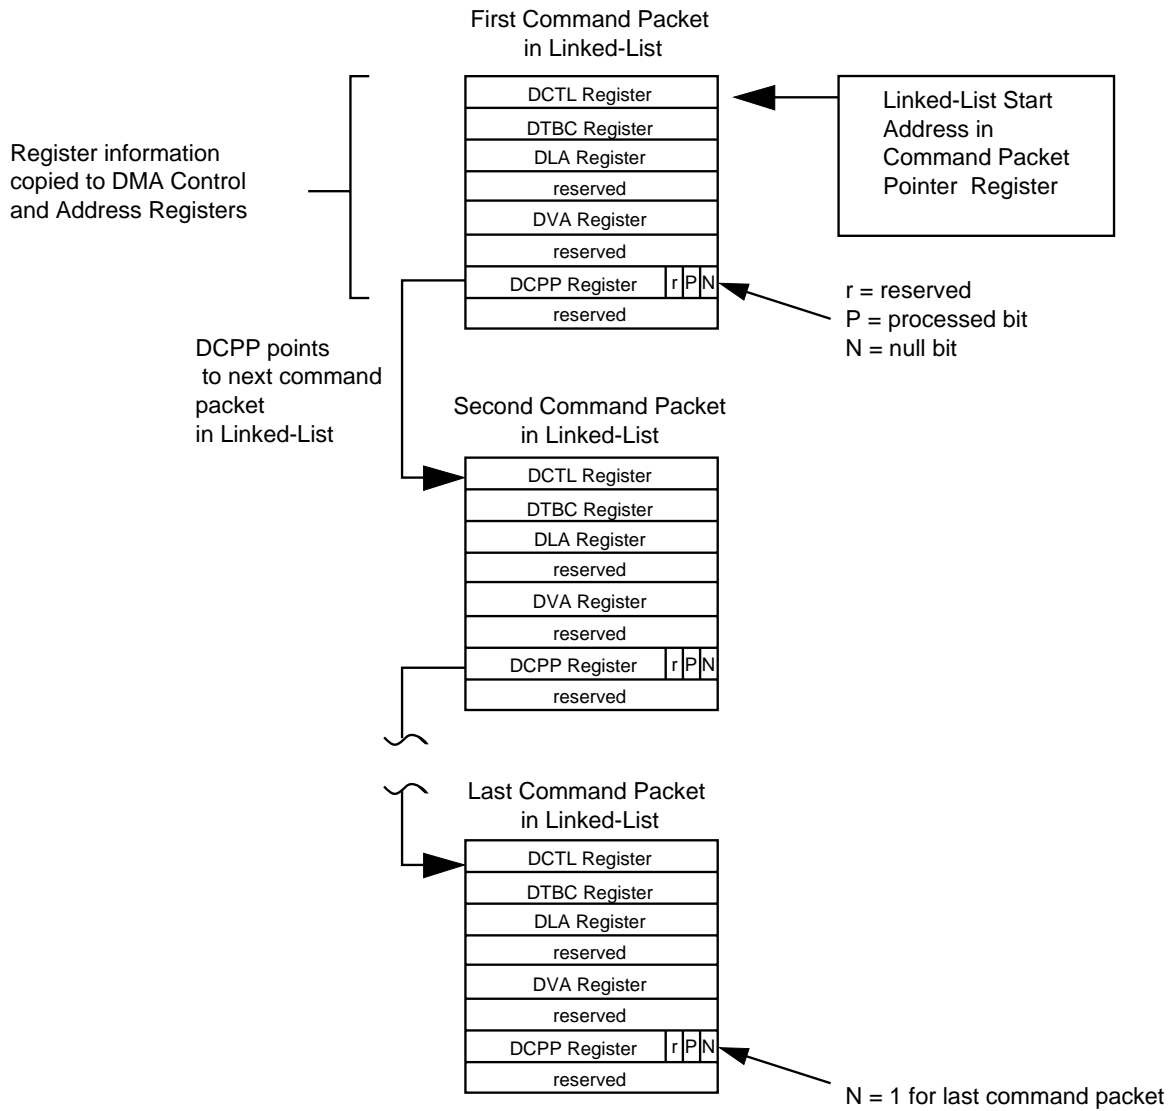 First Command Packet
in Linked-List
Register information
copied to DMA Control
and Address Registers
DCTL Register
DTBC Register
DLA Register
reserved
DVA Register
reserved
DCPP Register r P N
reserved
Linked-List Start
Address in
Command Packet
Pointer Register
r = reserved
P = processed bit
N = null bit
DCPP points
to next command
packet
in Linked-List
Second Command Packet
in Linked-List
DCTL Register
DTBC Register
DLA Register
reserved
DVA Register
reserved
DCPP Register r P N
reserved
Last Command Packet
in Linked-List
DCTL Register
DTBC Register
DLA Register
reserved
DVA Register
reserved
DCPP Register r P N
reserved
N = 1 for last command packet